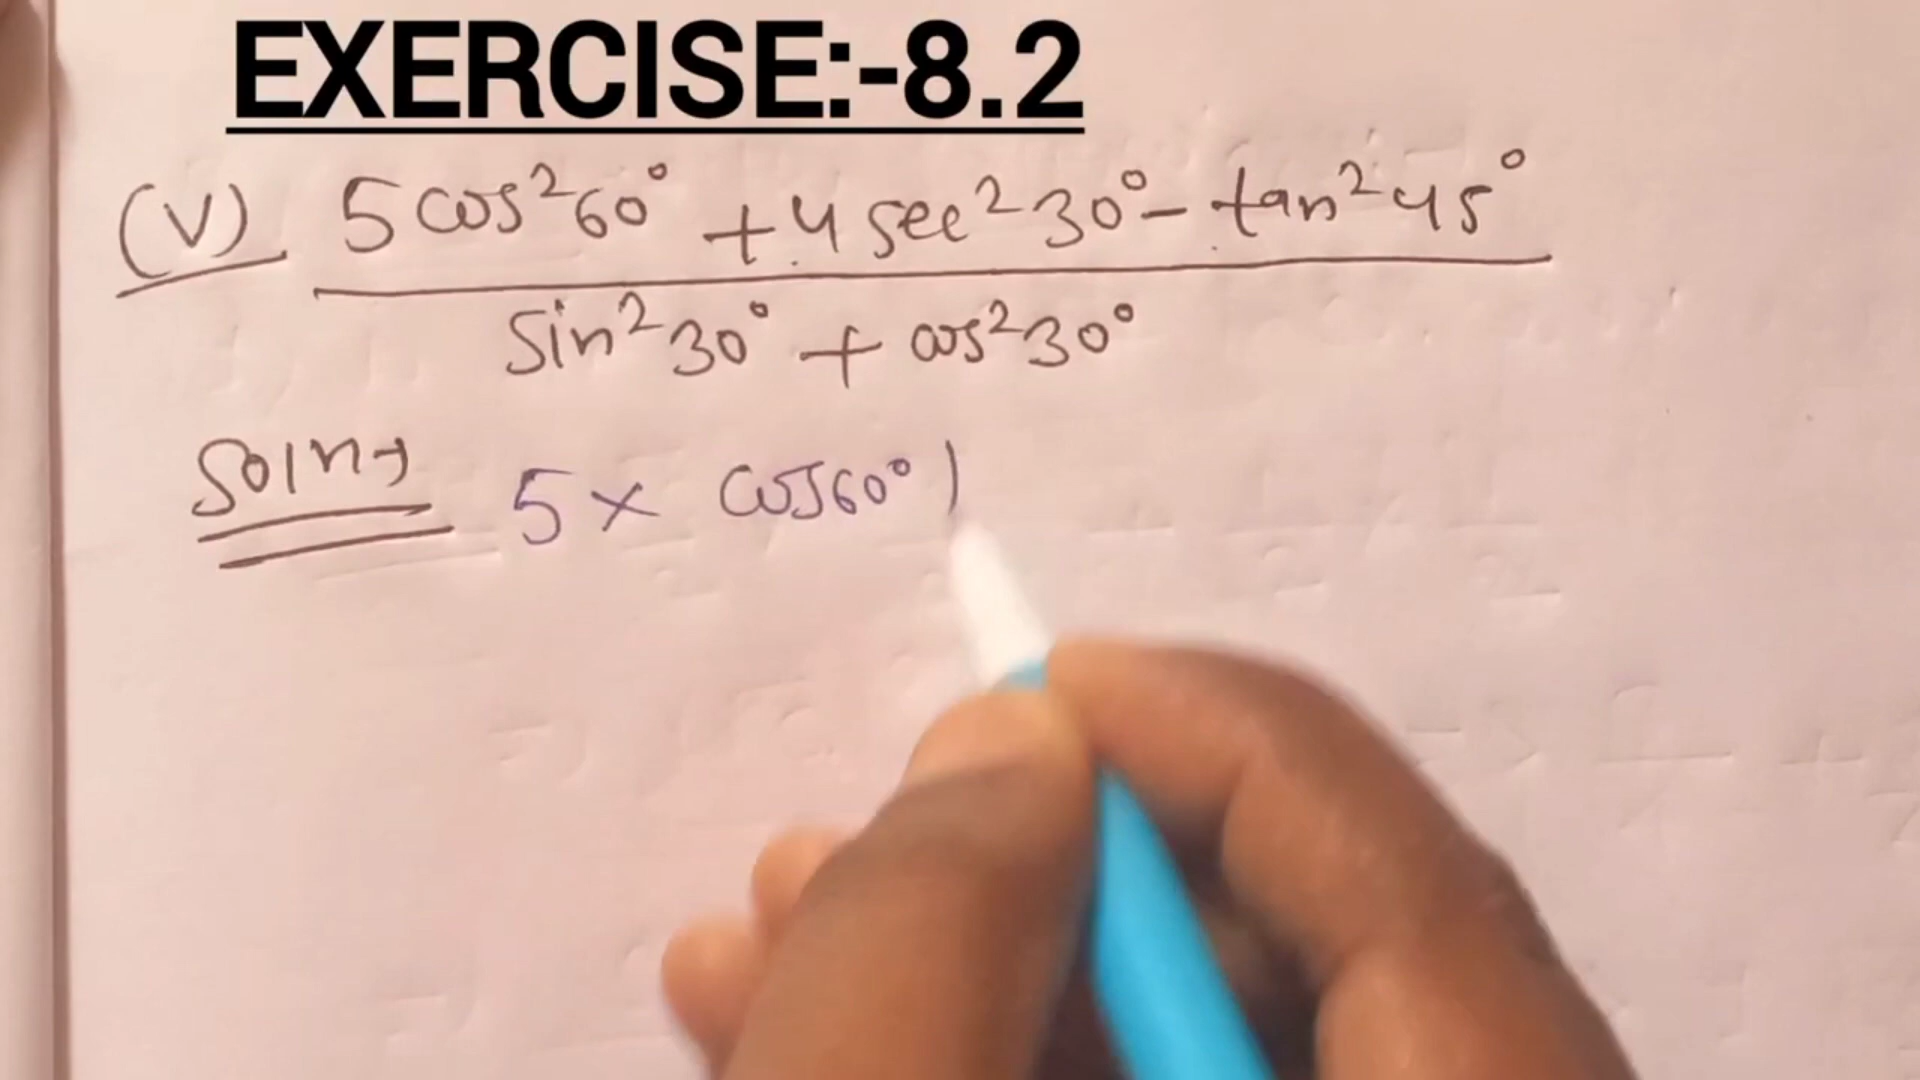 EXERCISE:-8.2
(V) 5 cos²60° + 4 sec²30° - tan²45°
sin²30° + cos²30°
Soln→ 5 × cos60°)